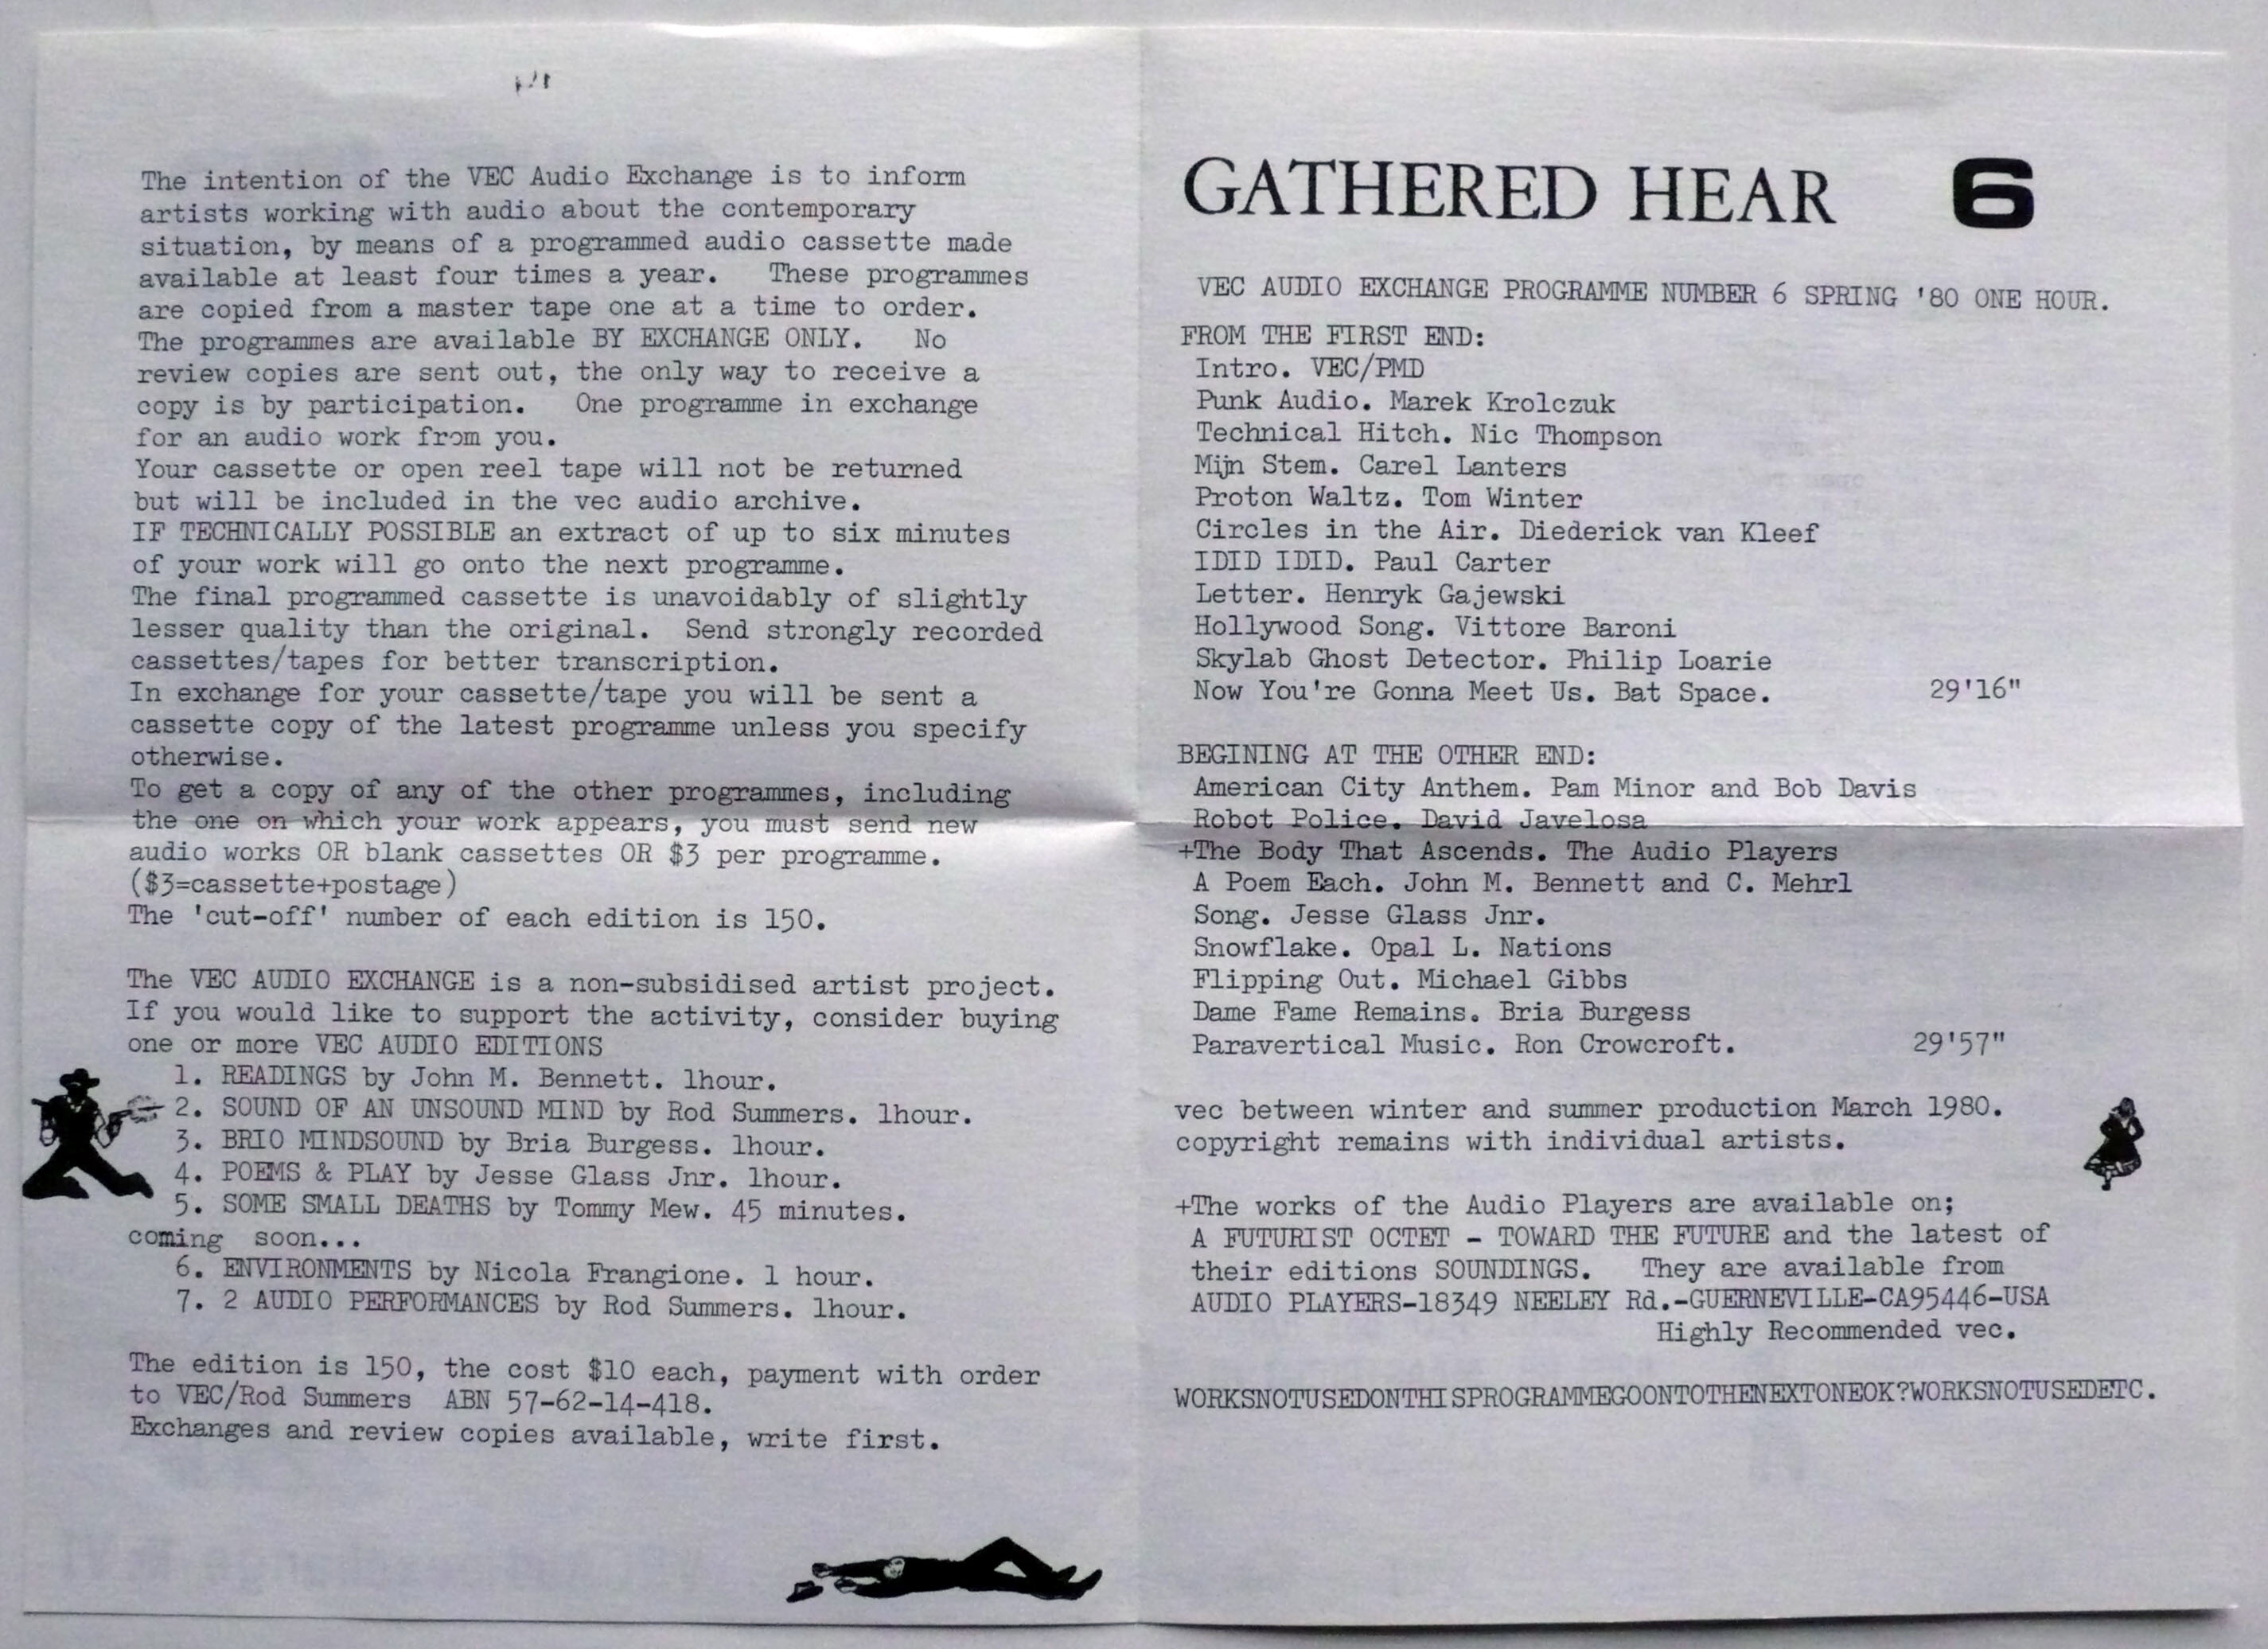 The intention of the VEC Audio Exchange is to inform
artists working with audio about the contemporary
situation, by means of a programmed audio cassette made
available at least four times a year. These programmes
are copied from a master tape one at a time to order.
The programmes are available BY EXCHANGE ONLY. No
review copies are sent out, the only way to receive a
copy is by participation. One programme in exchange
for an audio work from you.
Your cassette or open reel tape will not be returned
but will be included in the vec audio archive.
IF TECHNICALLY POSSIBLE an extract of up to six minutes
of your work will go onto the next programme.
The final programmed cassette is unavoidably of slightly
lesser quality than the original. Send strongly recorded
cassettes/tapes for better transcription.
In exchange for your cassette/tape you will be sent a
cassette copy of the latest programme unless you specify
otherwise.
To get a copy of any of the other programmes, including
the one on which your work appears, you must send new
audio works OR blank cassettes OR $3 per programme.
($3=cassette+postage)
The 'cut-off' number of each edition is 150.
The VEC AUDIO EXCHANGE is a non-subsidised artist project.
If you would like to support the activity, consider buying
one or more VEC AUDIO EDITIONS
1. READINGS by John M. Bennett. 1hour.
2. SOUND OF AN UNSOUND MIND by Rod Summers. 1hour.
3. BRIO MINDSOUND by Bria Burgess. 1hour.
4. POEMS & PLAY by Jesse Glass Jnr. 1hour.
5. SOME SMALL DEATHS by Tommy Mew. 45 minutes.
coming soon...
6. ENVIRONMENTS by Nicola Frangione. 1 hour.
7. 2 AUDIO PERFORMANCES by Rod Summers. 1hour.
The edition is 150, the cost $10 each, payment with order
to VEC/Rod Summers ABN 57-62-14-418.
Exchanges and review copies available, write first.
GATHERED HEAR 6
VEC AUDIO EXCHANGE PROGRAMME NUMBER 6 SPRING '80 ONE HOUR.
FROM THE FIRST END:
Intro. VEC/PMD
Punk Audio. Marek Krolczuk
Technical Hitch. Nic Thompson
Mijn Stem. Carel Lanters
Proton Waltz. Tom Winter
Circles in the Air. Diederick van Kleef
IDID IDID. Paul Carter
Letter. Henryk Gajewski
Hollywood Song. Vittore Baroni
Skylab Ghost Detector. Philip Loarie
Now You're Gonna Meet Us. Bat Space. 29'16"
BEGINING AT THE OTHER END:
American City Anthem. Pam Minor and Bob Davis
Robot Police. David Javelosa
+The Body That Ascends. The Audio Players
A Poem Each. John M. Bennett and C. Mehrl
Song. Jesse Glass Jnr.
Snowflake. Opal L. Nations
Flipping Out. Michael Gibbs
Dame Fame Remains. Bria Burgess
Paravertical Music. Ron Crowcroft. 29'57"
vec between winter and summer production March 1980.
copyright remains with individual artists.
+The works of the Audio Players are available on;
A FUTURIST OCTET - TOWARD THE FUTURE and the latest of
their editions SOUNDINGS. They are available from
AUDIO PLAYERS-18349 NEELEY Rd.-GUERNEVILLE-CA95446-USA
Highly Recommended vec.
WORKSNOTUSEDONTHISPROGRAMMEGOONTOTHENEXTONEOK?WORKSNOTUSEDETC.